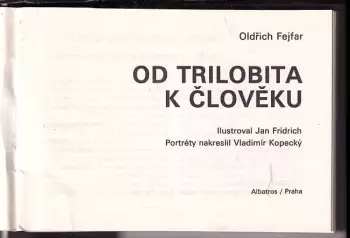 Oldřich Fejfar
OD TRILOBITA
K ČLOVĚKU
Ilustroval Jan Fridrich
Portréty nakreslil Vladimír Kopecký
Albatros / Praha